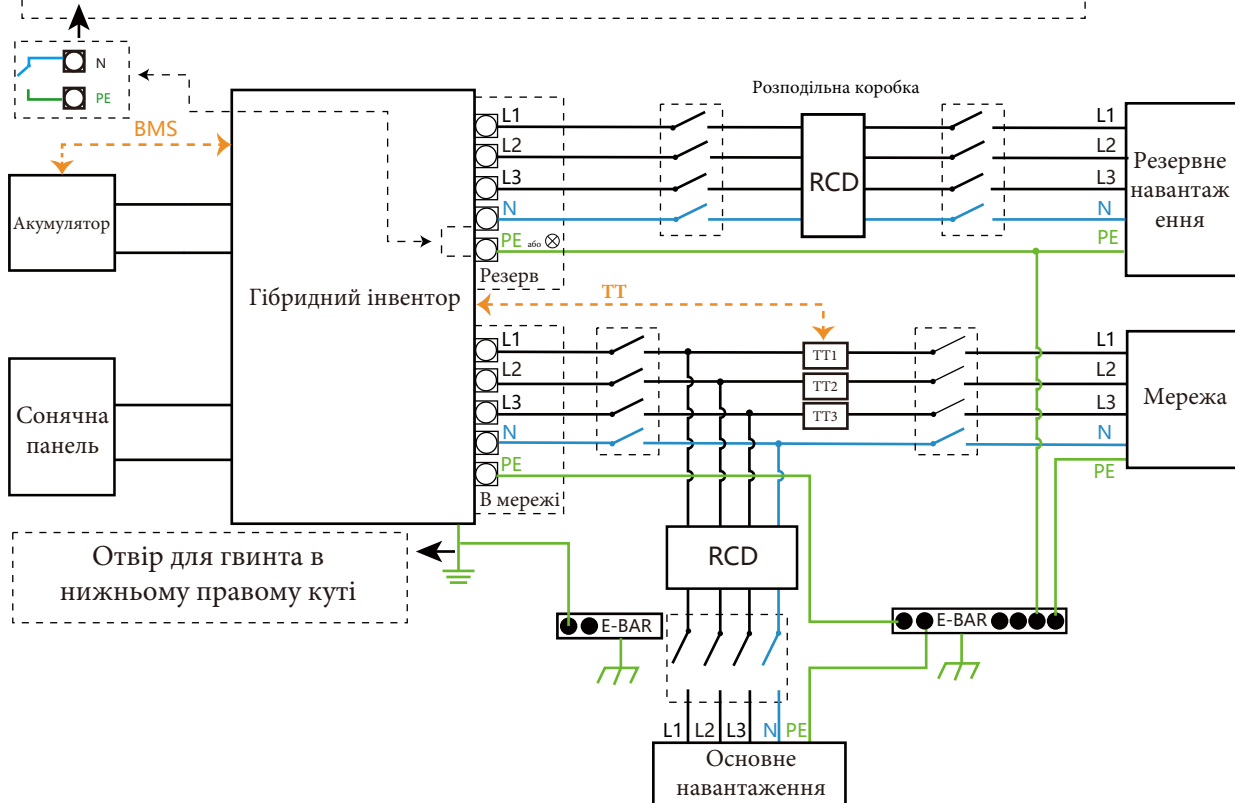 N
PE
BMS
Акумулятор
Сонячна
панель
Гібридний інвентор
L1
L2
L3
N
PE або
Резерв
Розподільна коробка
RCD
L1
L2
L3
N
PE
Резервне
навантаж
ення
TT
L1
L2
L3
N
PE
В мережі
TT1
TT2
TT3
L1
L2
L3
N
PE
Мережа
Отвір для гвинта в
нижньому правому куті
RCD
E-BAR
E-BAR
L1 L2 L3 N PE
Основне
навантаження